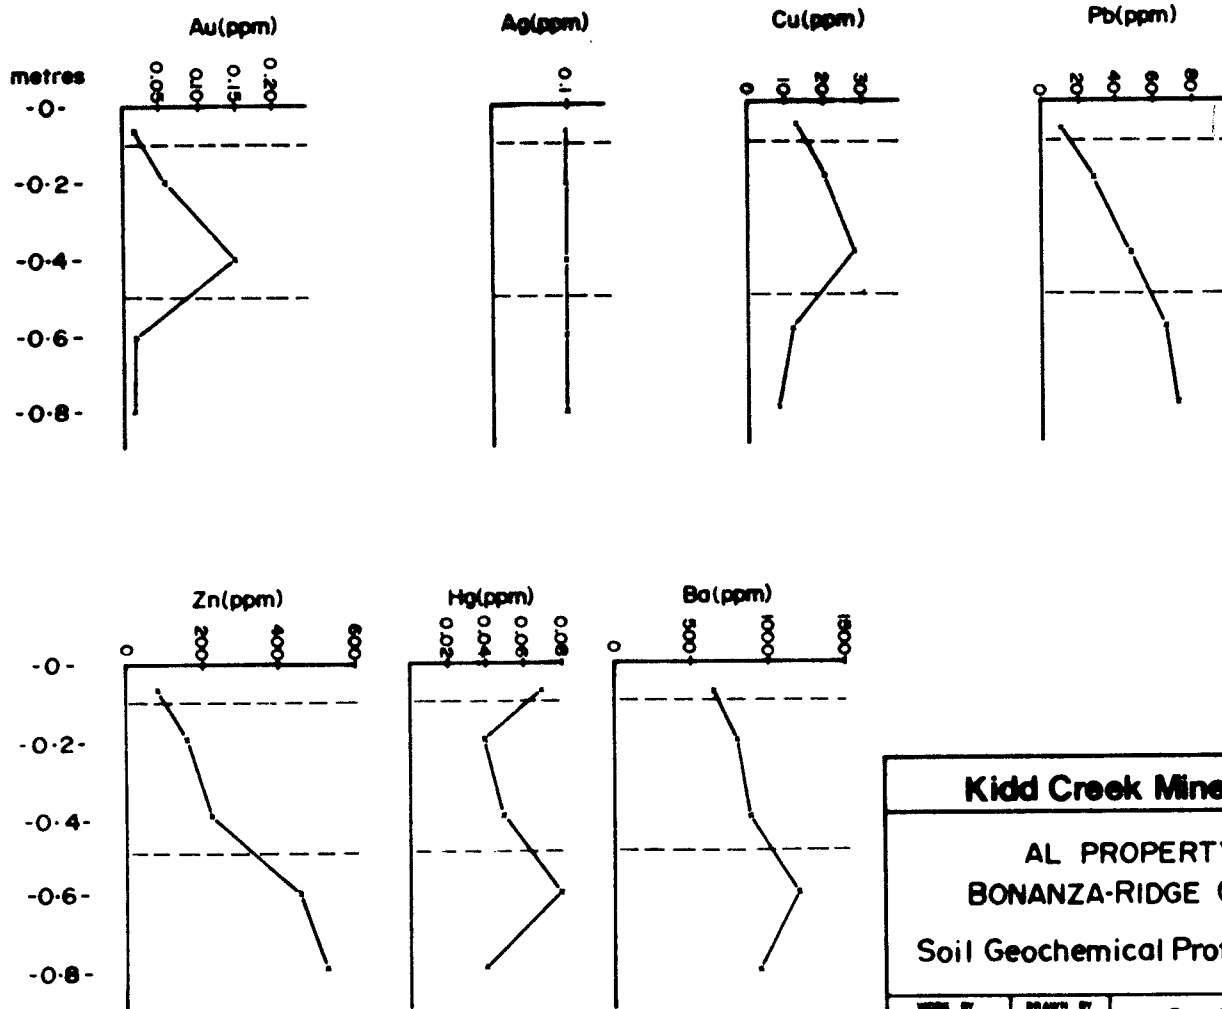 Au(ppm)
Ag(ppm)
Cu(ppm)
Pb(ppm)
metres
0.05 0.10 0.15 0.20
0.1
0 10 20 30
0 20 40 60 80
-0-
-0.2-
-0.4-
-0.6-
-0.8-
Zn(ppm)
Hg(ppm)
Ba(ppm)
0 200 400 600
0.02 0.04 0.06 0.08
0 500 1000 1500
-0-
-0.2-
-0.4-
-0.6-
-0.8-
Kidd Creek Mine
AL PROPERTY
BONANZA-RIDGE
Soil Geochemical Prof
WORK BY
DRAWN BY